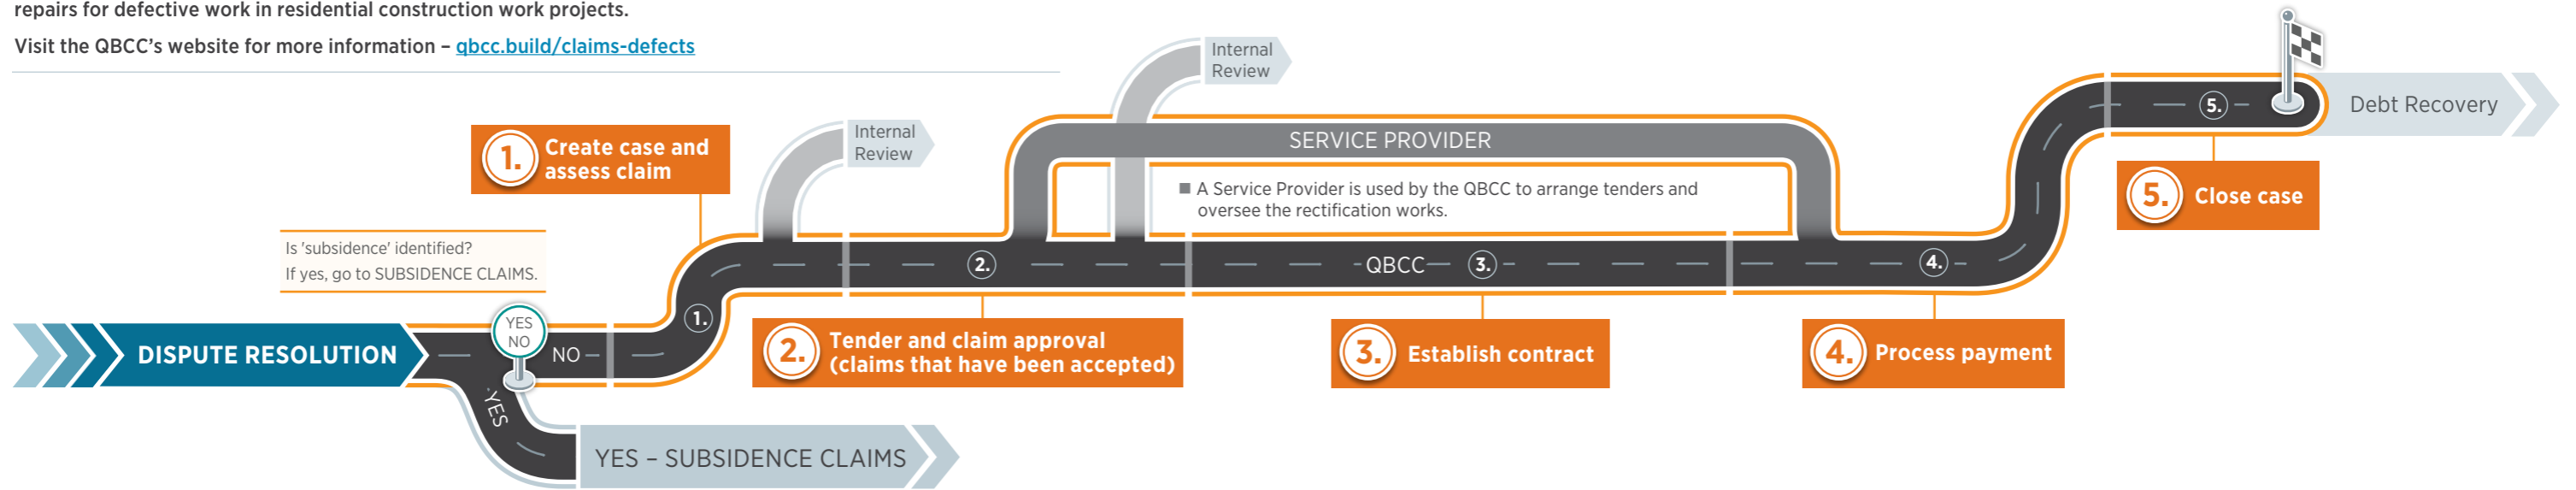 repairs for defective work in residential construction work projects.
Visit the QBCC's website for more information – qbcc.build/claims-defects
Internal
Review
Internal
Review
SERVICE PROVIDER
■ A Service Provider is used by the QBCC to arrange tenders and
oversee the rectification works.
1. Create case and
assess claim
Is 'subsidence' identified?
If yes, go to SUBSIDENCE CLAIMS.
DISPUTE RESOLUTION
YES
NO
NO
YES
YES – SUBSIDENCE CLAIMS
1.
2.
QBCC
3.
4.
5.
2. Tender and claim approval
(claims that have been accepted)
3. Establish contract
4. Process payment
5. Close case
Debt Recovery